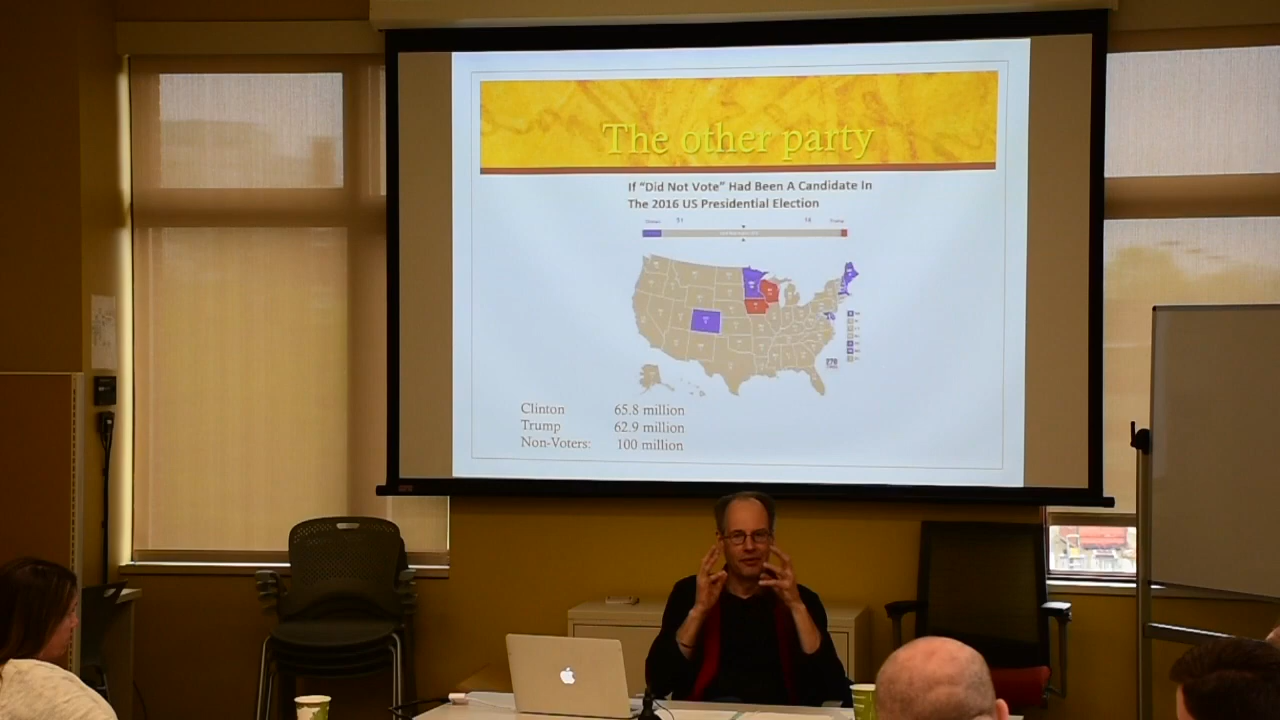 The other party
If “Did Not Vote” Had Been A Candidate In
The 2016 US Presidential Election
Clinton 65.8 million
Trump 62.9 million
Non-Voters: 100 million
270